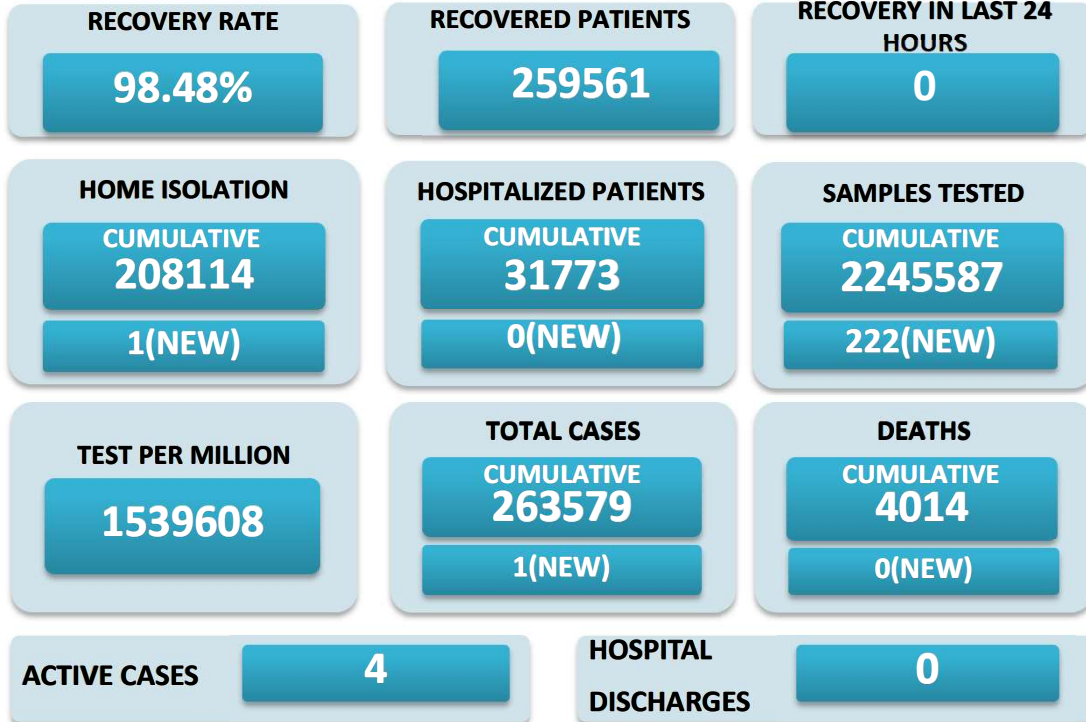 RECOVERY RATE
98.48%
RECOVERED PATIENTS
259561
RECOVERY IN LAST 24
HOURS
0
HOME ISOLATION
CUMULATIVE
208114
1(NEW)
HOSPITALIZED PATIENTS
CUMULATIVE
31773
0(NEW)
SAMPLES TESTED
CUMULATIVE
2245587
222(NEW)
TEST PER MILLION
1539608
TOTAL CASES
CUMULATIVE
263579
1(NEW)
DEATHS
CUMULATIVE
4014
0(NEW)
ACTIVE CASES
4
HOSPITAL
DISCHARGES
0